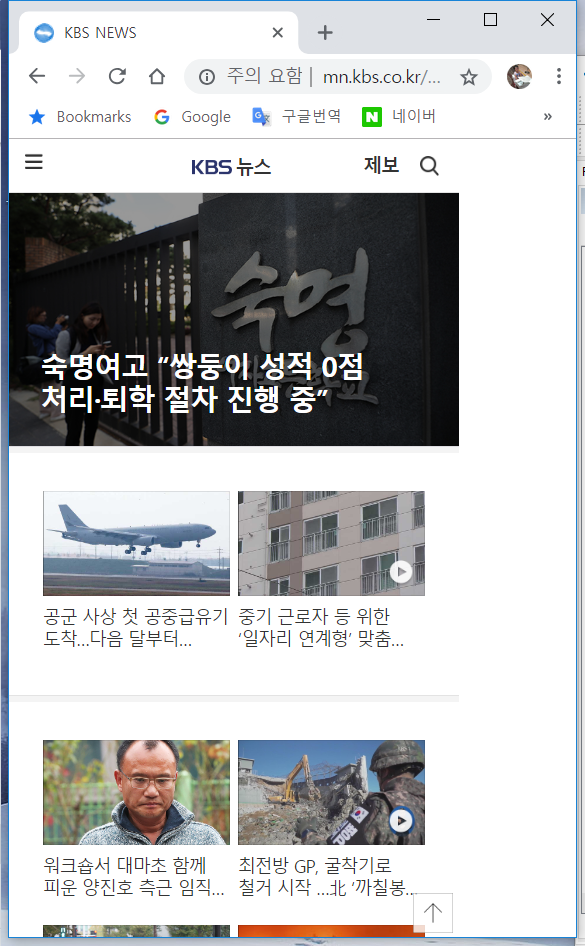 KBS NEWS
주의 요함 | mn.kbs.co.kr/...
Bookmarks Google 구글번역 네이버 »
KBS 뉴스 제보
숙명
숙명여고 “쌍둥이 성적 0점
처리·퇴학 절차 진행 중”
공군 사상 첫 공중급유기
도착...다음 달부터...
중기 근로자 등 위한
‘일자리 연계형’ 맞춤...
워크숍서 대마초 함께
피운 양진호 측근 임직...
최전방 GP, 굴착기로
철거 시작 ...北 ‘까칠봉...